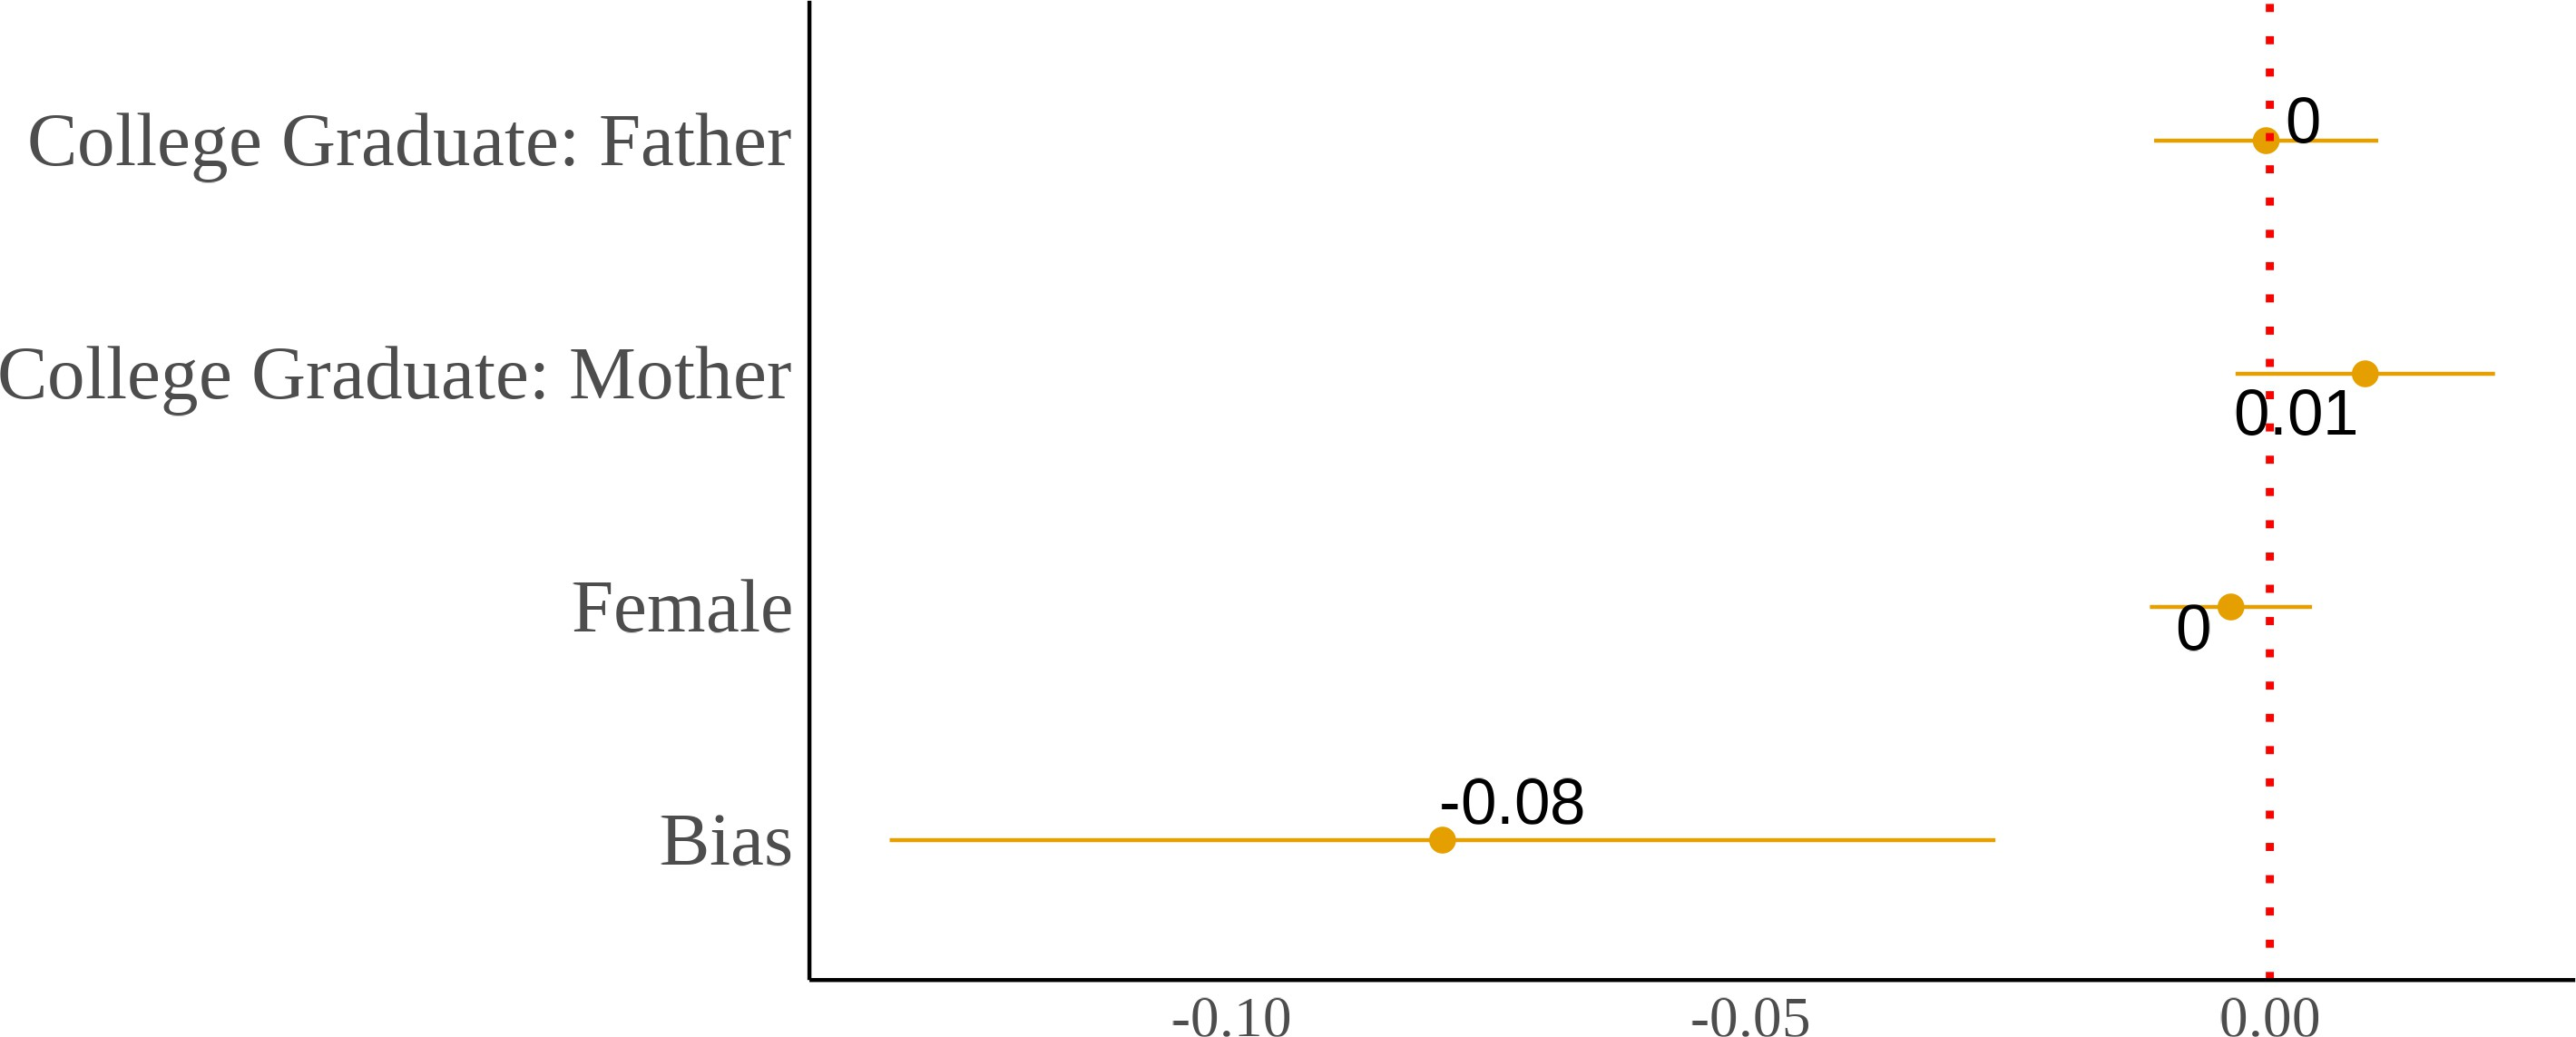 College Graduate: Father
0
College Graduate: Mother
0.01
Female
0
Bias
-0.08
-0.10
-0.05
0.00